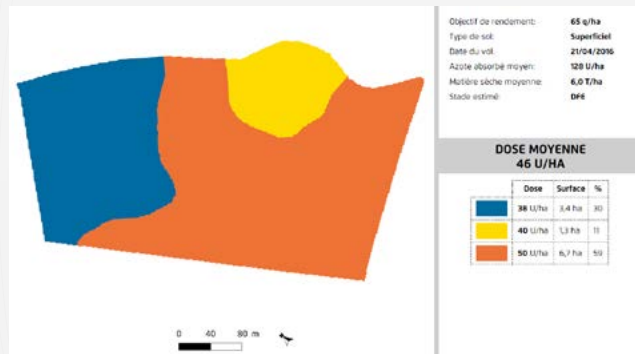 Objectif de rendement: 65 q/ha
Type de sol: Superficiel
Date du vol: 21/04/2016
Azote absorbé moyen: 128 U/ha
Matière sèche moyenne: 6,0 T/ha
Stade estimé: DFE
DOSE MOYENNE
46 U/HA
Dose Surface %
38 U/ha 3,4 ha 30
40 U/ha 1,3 ha 11
50 U/ha 6,7 ha 59
0 40 80 m